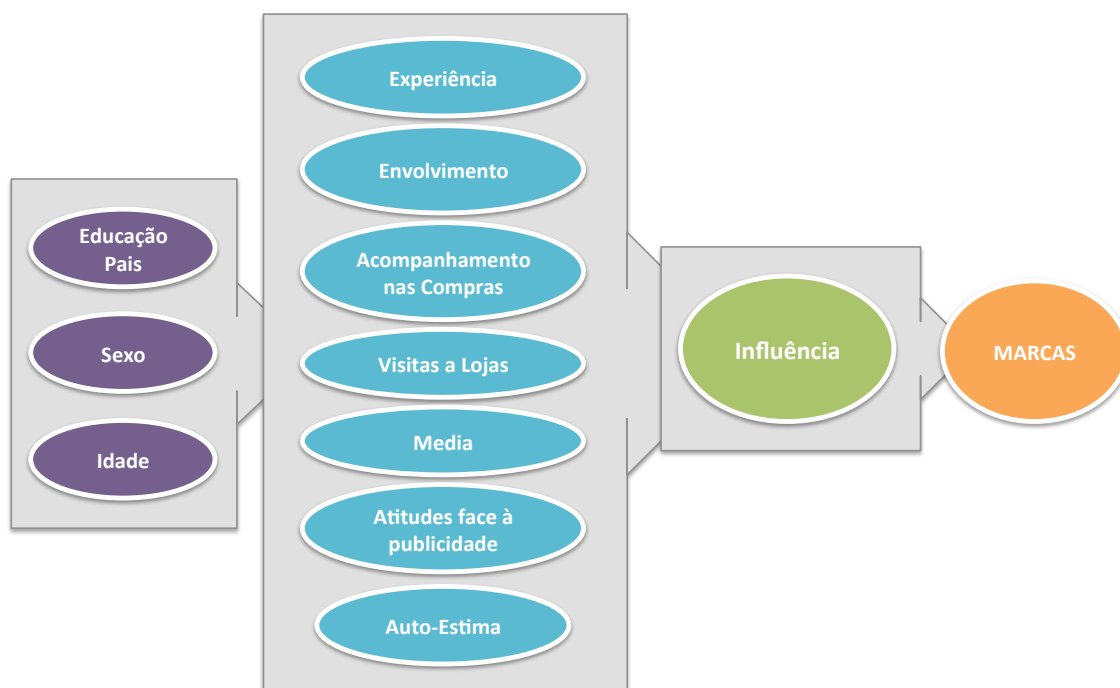 Educação
Pais
Sexo
Idade
Experiência
Envolvimento
Acompanhamento
nas Compras
Visitas a Lojas
Media
Atitudes face à
publicidade
Auto-Estima
Influência
MARCAS